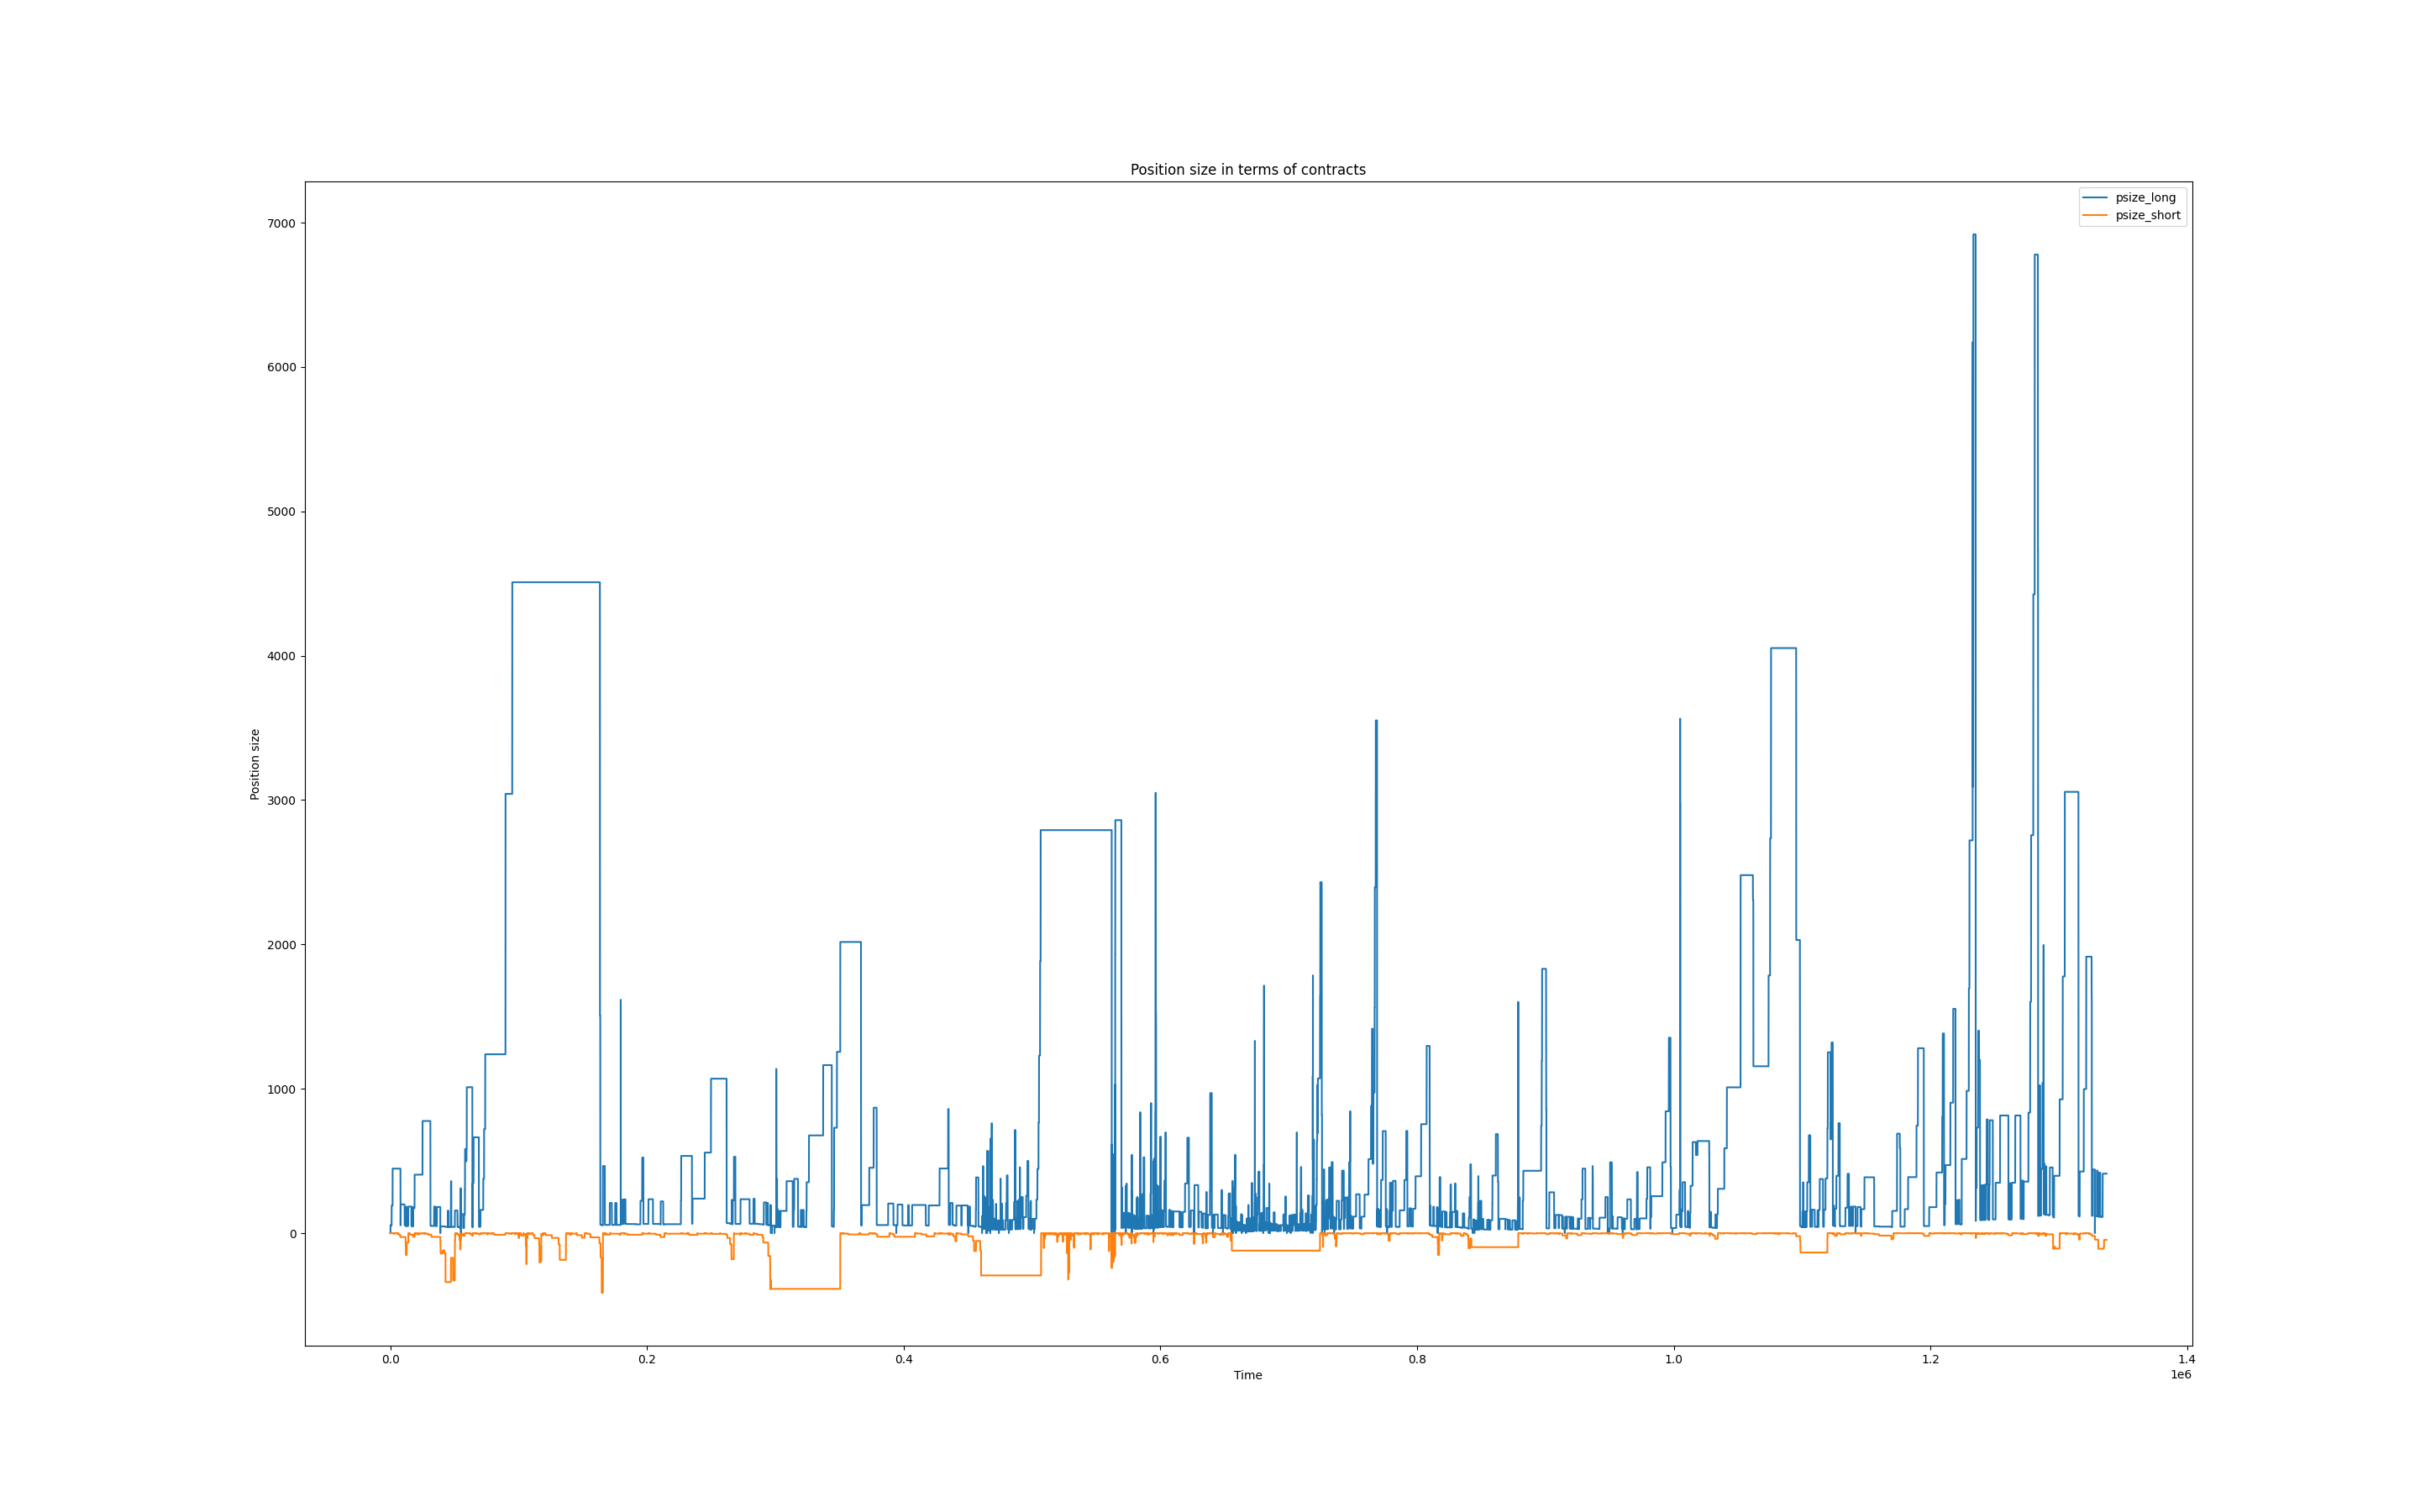 Position size in terms of contracts
psize_long
psize_short
7000
6000
5000
4000
3000
2000
1000
0
Position size
0.0 0.2 0.4 0.6 0.8 1.0 1.2 1.4
Time
1e6